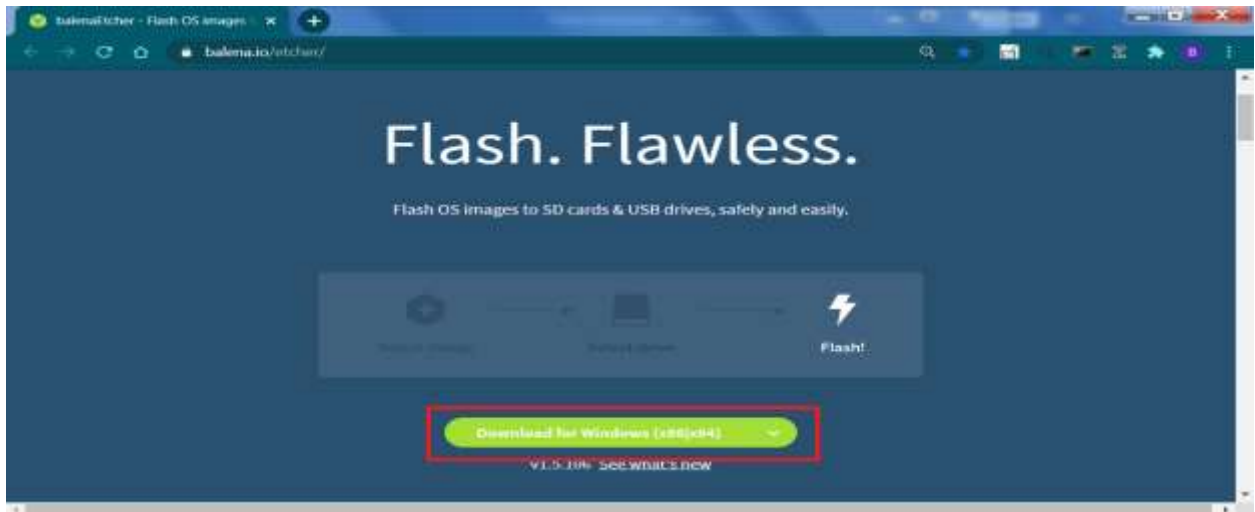 balenaEtcher - Flash OS images
balena.io/etcher/
Flash. Flawless.
Flash OS images to SD cards & USB drives, safely and easily.
Flash!
Download for Windows (x86|x64)
See what's new